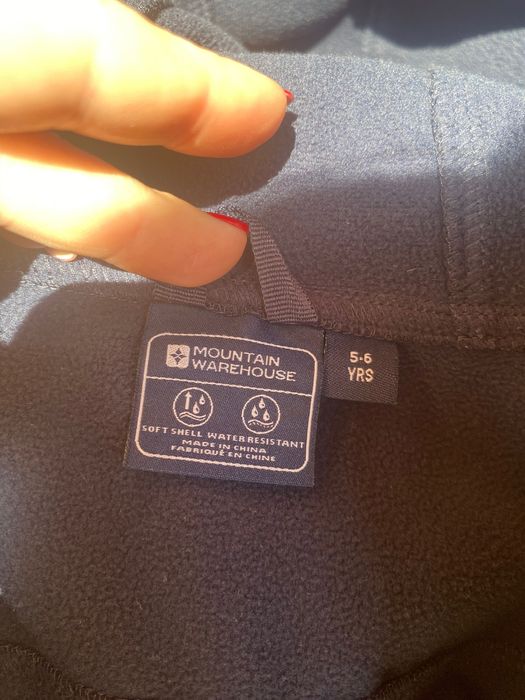 MOUNTAIN
WAREHOUSE
5-6
YRS
SOFT SHELL WATER RESISTANT
MADE IN CHINA
FABRIQUÉ EN CHINE